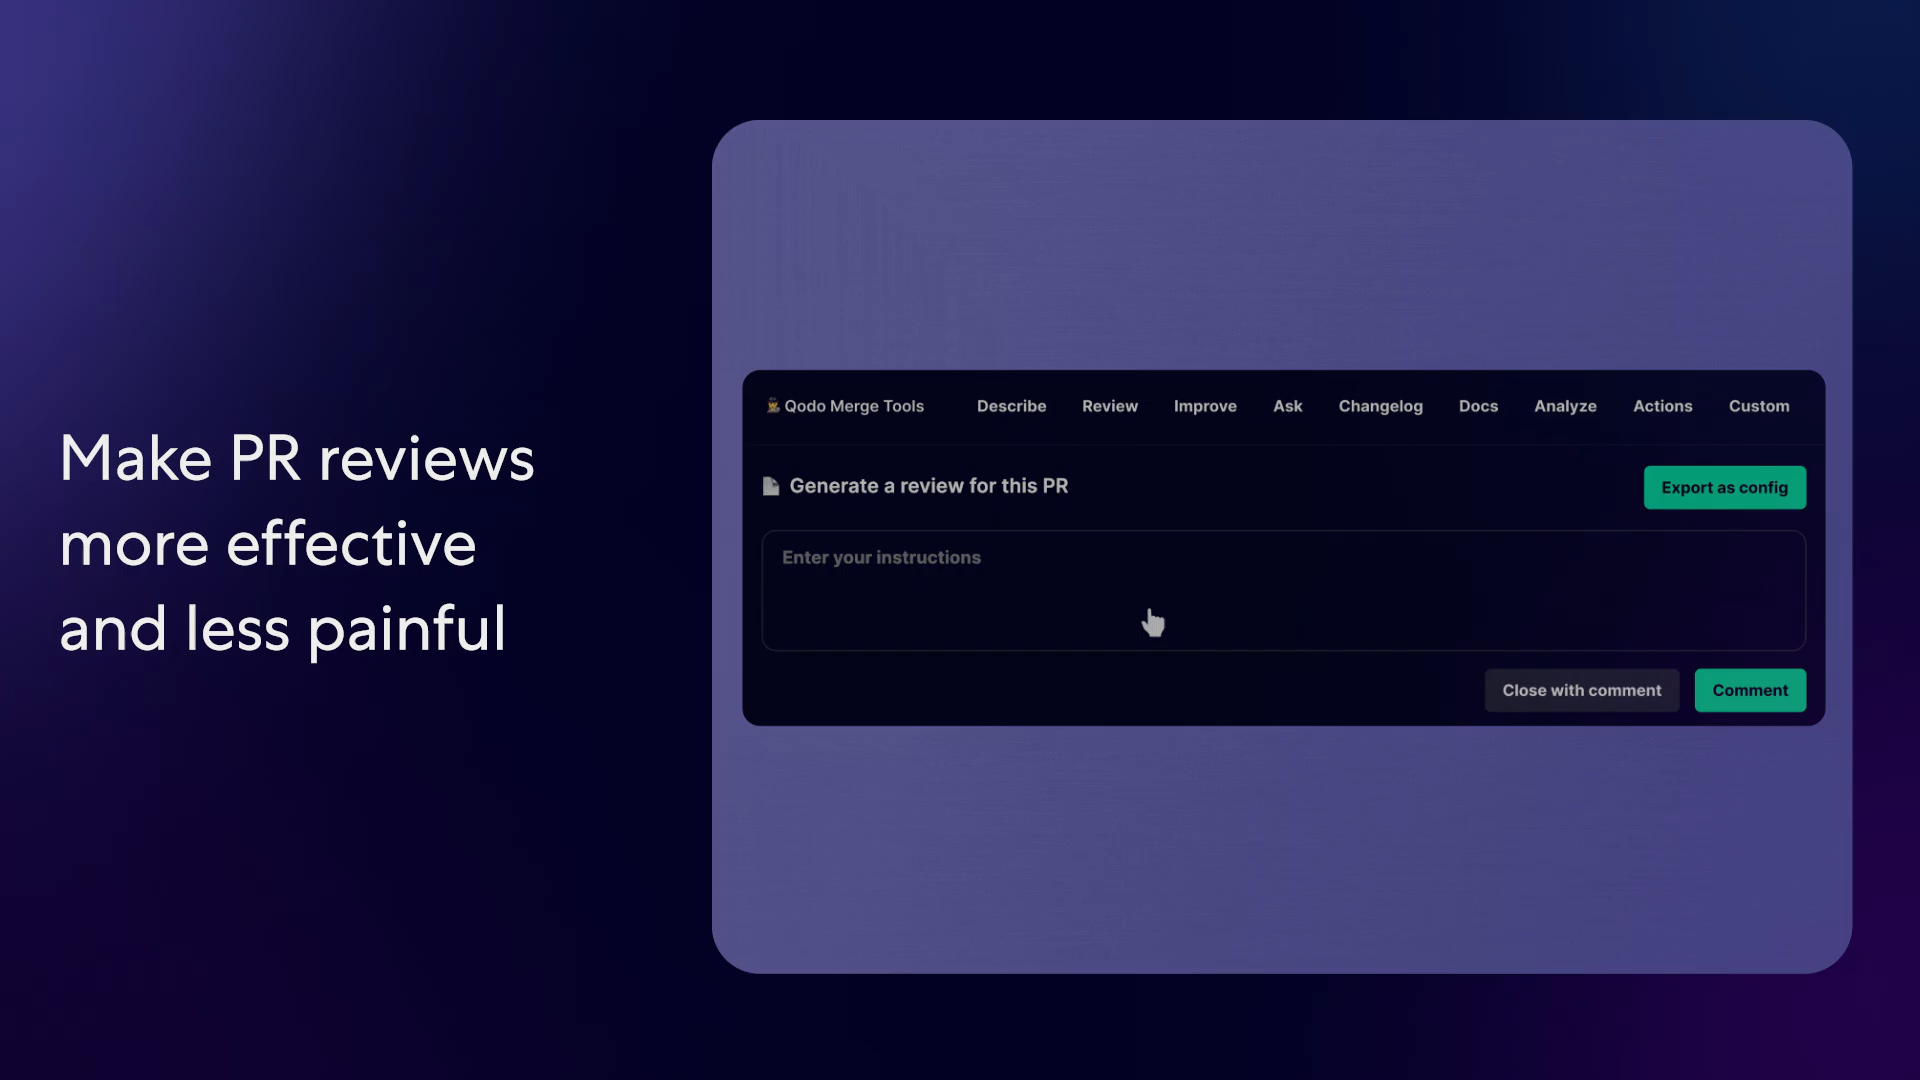 Make PR reviews
more effective
and less painful
Qodo Merge Tools Describe Review Improve Ask Changelog Docs Analyze Actions Custom
Generate a review for this PR
Export as config
Enter your instructions
Close with comment Comment